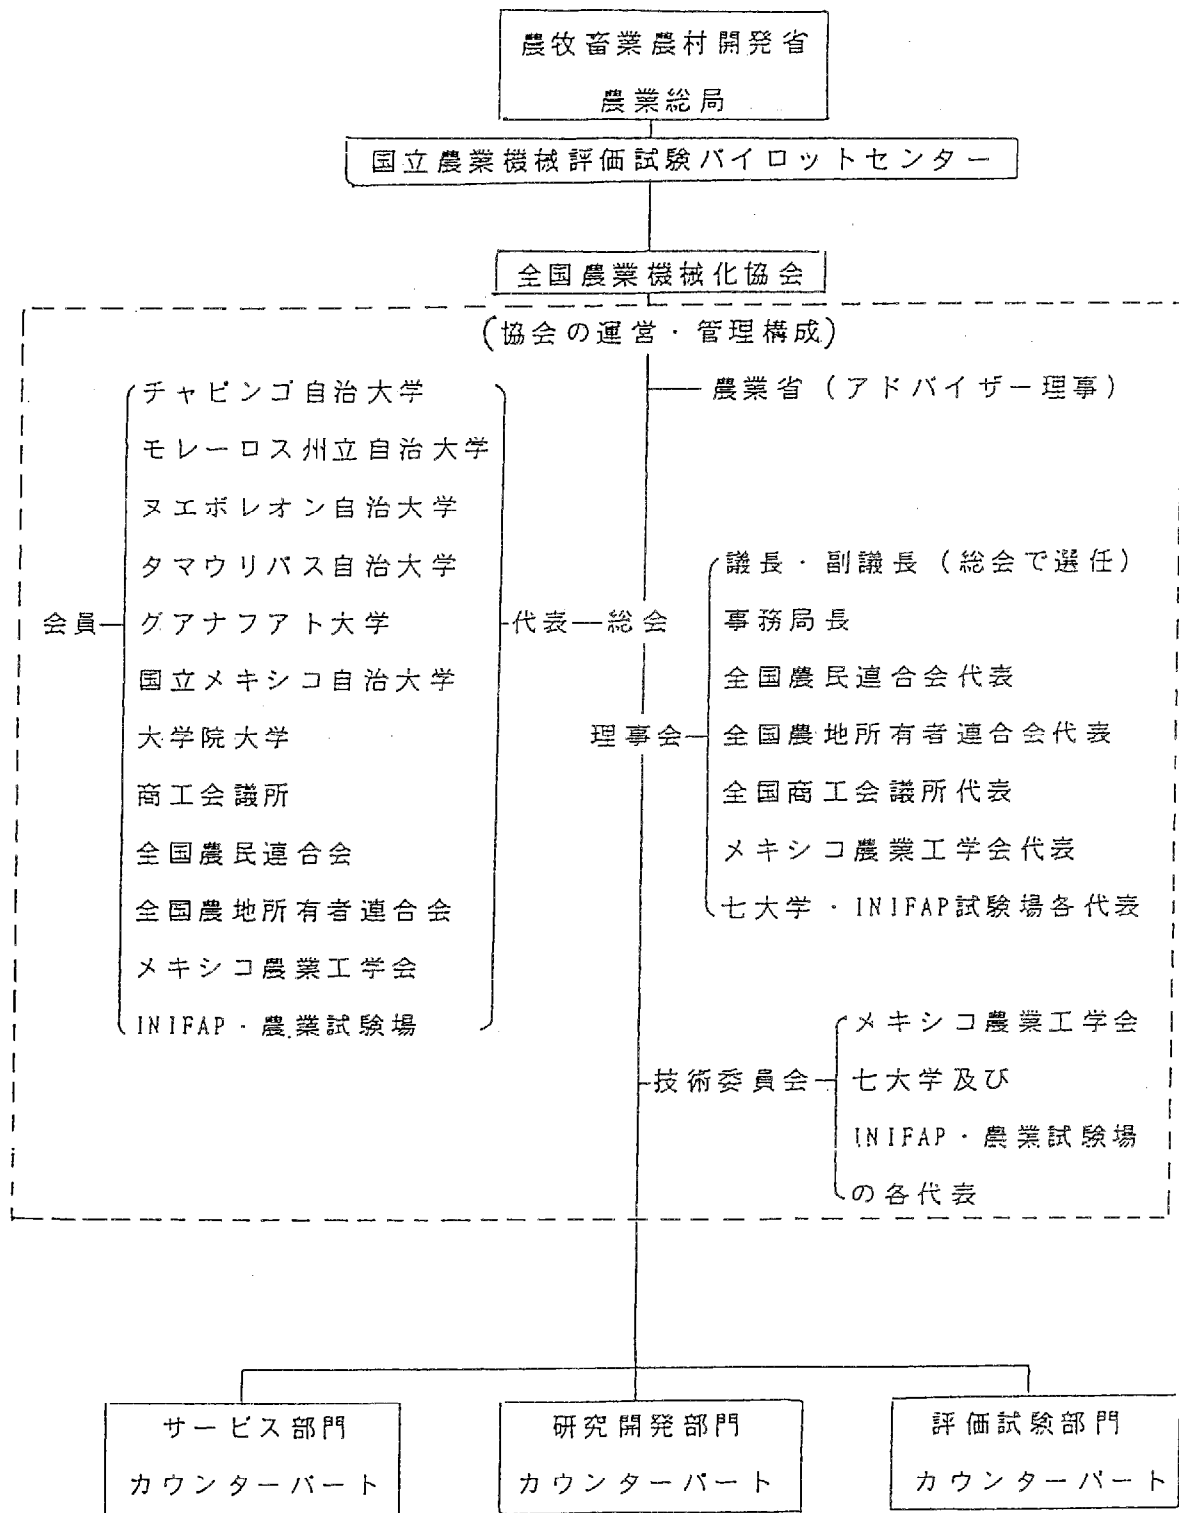 農牧畜業農村開発省
農業総局
国立農業機械評価試験パイロットセンター
全国農業機械化協会
(協会の運営・管理構成)
農業省（アドバイザー理事）
会員
チャピンゴ自治大学
モレーロス州立自治大学
ヌエボレオン自治大学
タマウリパス自治大学
グアナフアト大学
国立メキシコ自治大学
大学院大学
商工会議所
全国農民連合会
全国農地所有者連合会
メキシコ農業工学会
INIFAP・農業試験場
代表
総会
理事会
議長・副議長（総会で選任）
事務局長
全国農民連合会代表
全国農地所有者連合会代表
全国商工会議所代表
メキシコ農業工学会代表
七大学・INIFAP試験場各代表
技術委員会
メキシコ農業工学会
七大学及び
INIFAP・農業試験場
の各代表
サービス部門
カウンターパート
研究開発部門
カウンターパート
評価試験部門
カウンターパート